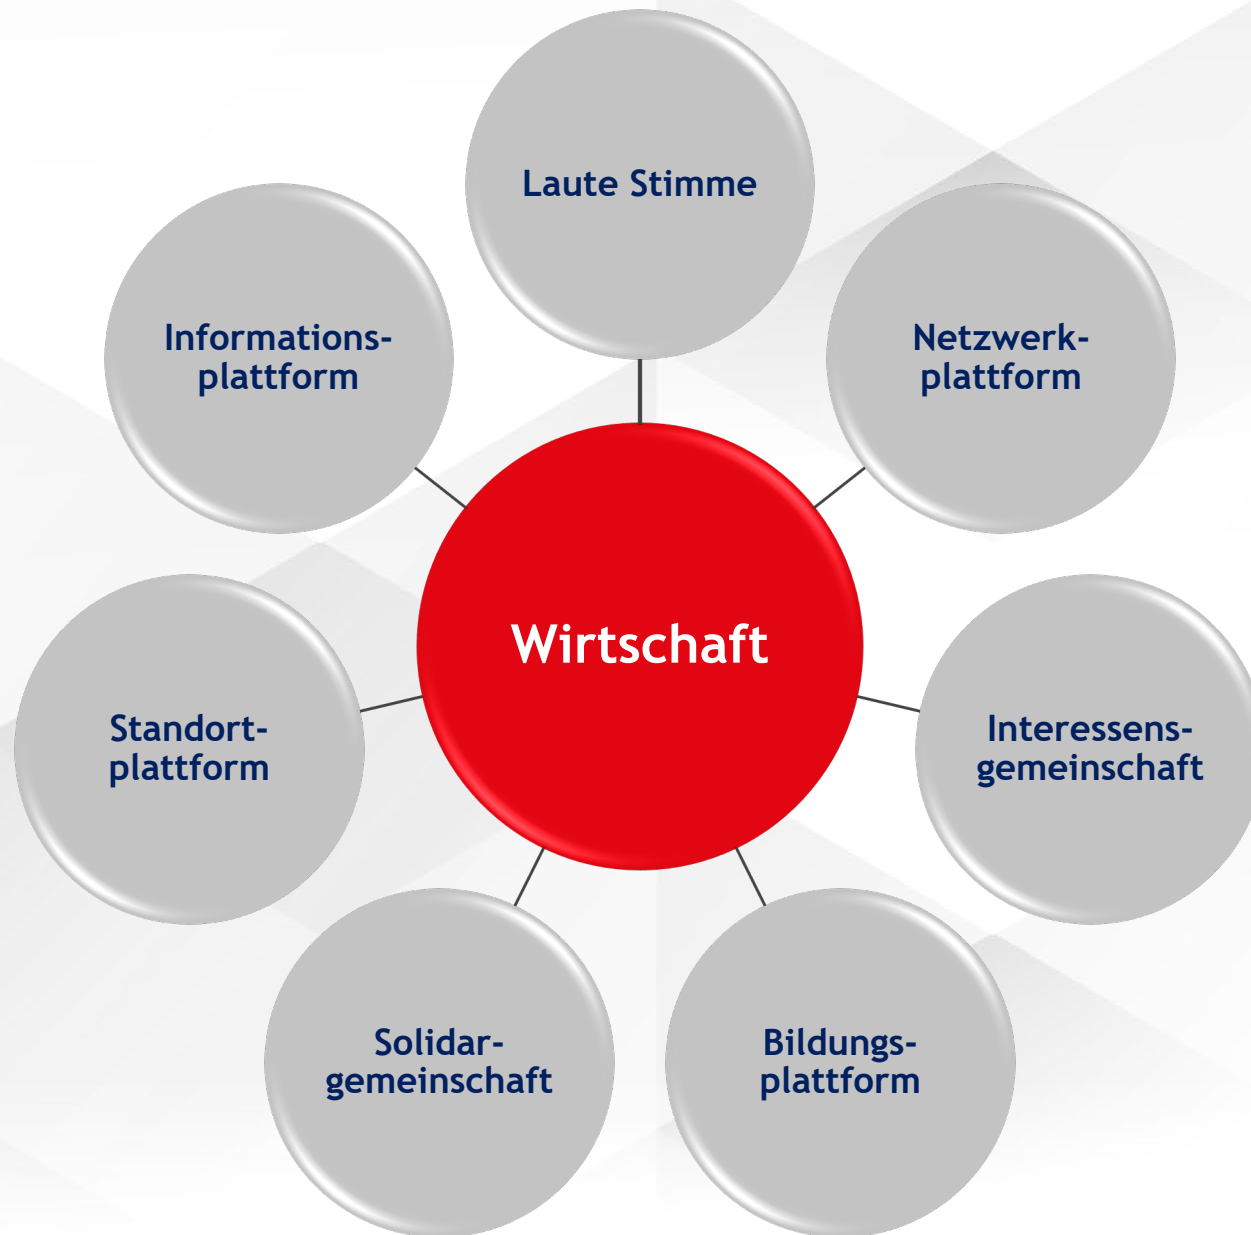 Laute Stimme
Netzwerk-
plattform
Interessens-
gemeinschaft
Bildungs-
plattform
Solidar-
gemeinschaft
Standort-
plattform
Informations-
plattform
Wirtschaft